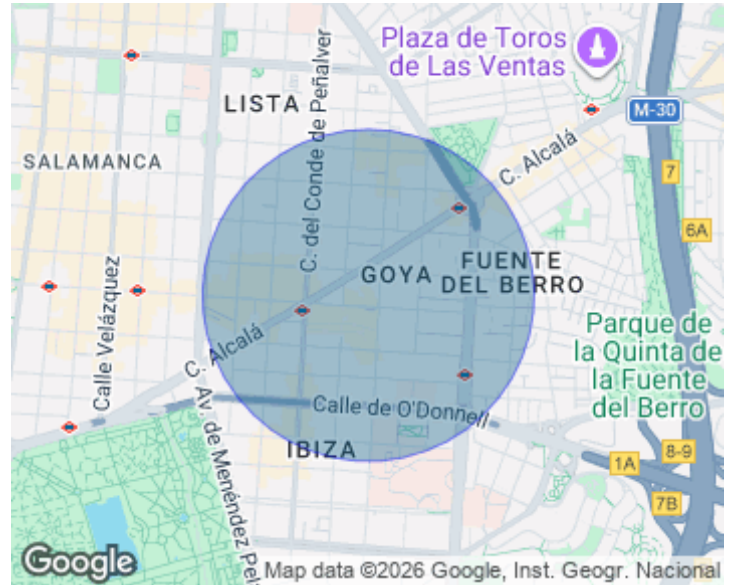 Plaza de Toros
de Las Ventas
M-30
LISTA
C. del Conde de Peñalver
SALAMANCA
C. Alcalá
7
6A
GOYA
FUENTE
DEL BERRO
Calle Velázquez
Parque de
la Quinta de
la Fuente
del Berro
C. Alcalá
C. Av. de Menéndez Pel
Calle de O'Donnell
IBIZA
1A
8-9
7B
Google
Map data ©2026 Google, Inst. Geogr. Nacional